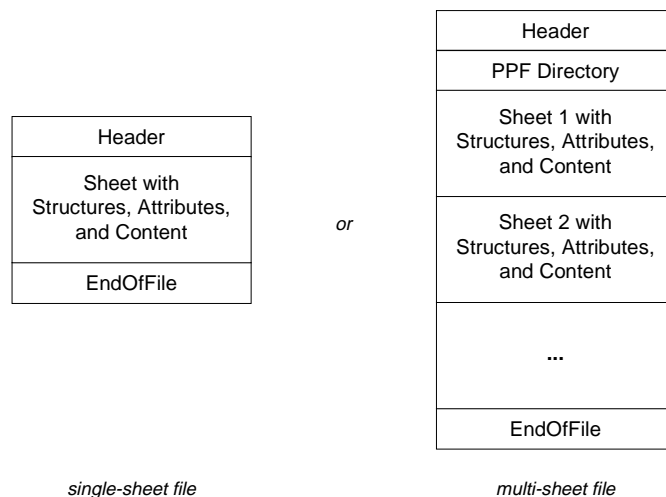 Header
Sheet with
Structures, Attributes,
and Content
EndOfFile
single-sheet file
or
Header
PPF Directory
Sheet 1 with
Structures, Attributes,
and Content
Sheet 2 with
Structures, Attributes,
and Content
...
EndOfFile
multi-sheet file